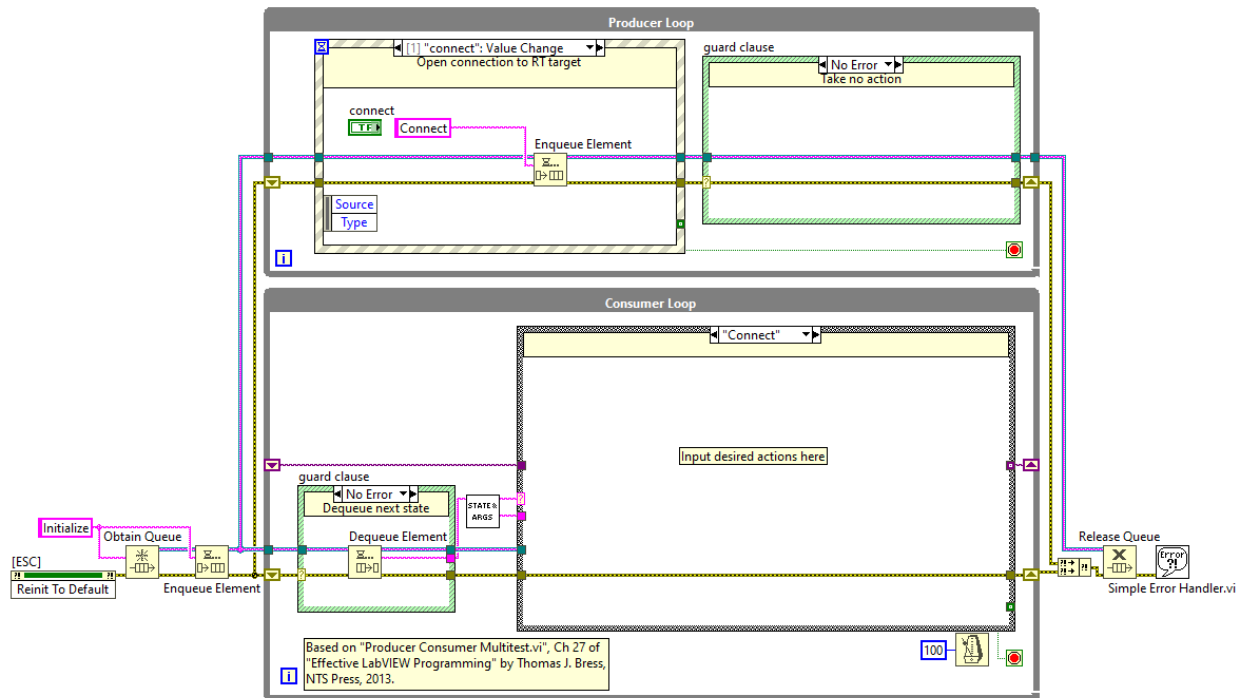 Producer Loop
[1] "connect": Value Change
Open connection to RT target
connect
TF
Connect
Enqueue Element
Source
Type
i
guard clause
No Error
Take no action
?
Consumer Loop
"Connect"
Input desired actions here
guard clause
No Error
Dequeue next state
Dequeue Element
?
STATE &
ARGS
?
Initialize
Obtain Queue
Enqueue Element
[ESC]
?!
?!
Reinit To Default
Based on "Producer Consumer Multitest.vi", Ch 27 of
"Effective LabVIEW Programming" by Thomas J. Bress,
NTS Press, 2013.
i
100
Release Queue
?!
?!
?!
Error
?!
Simple Error Handler.vi